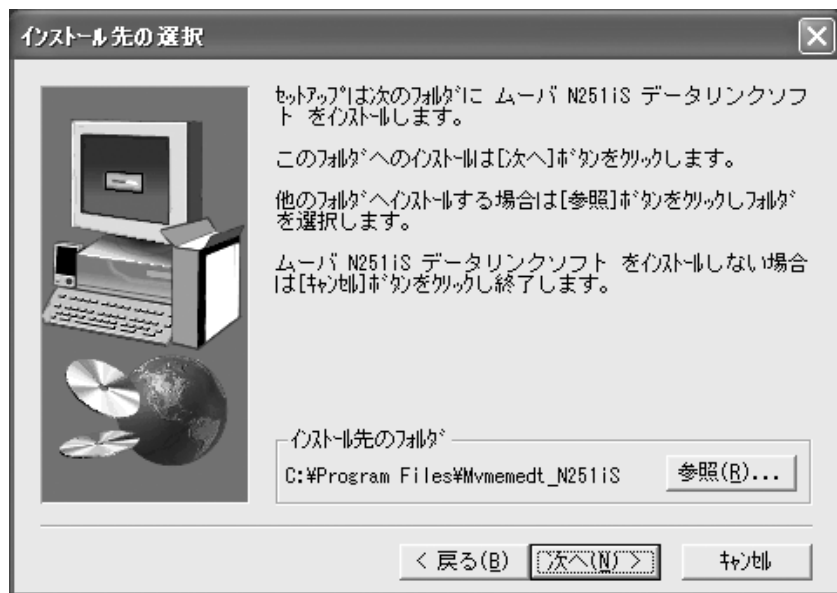 インストール先の選択
ｾｯﾄｱｯﾌﾟは次のﾌｫﾙﾀﾞに ムーバ N251iS データリンクソフ
ト をｲﾝｽﾄｰﾙします。
このﾌｫﾙﾀﾞへのｲﾝｽﾄｰﾙは[次へ]ﾎﾞﾀﾝをｸﾘｯｸします。
他のﾌｫﾙﾀﾞへｲﾝｽﾄｰﾙする場合は[参照]ﾎﾞﾀﾝをｸﾘｯｸしﾌｫﾙﾀﾞ
を選択します。
ムーバ N251iS データリンクソフト をｲﾝｽﾄｰﾙしない場合
は[ｷｬﾝｾﾙ]ﾎﾞﾀﾝをｸﾘｯｸし終了します。
ｲﾝｽﾄｰﾙ先のﾌｫﾙﾀﾞ
C:¥Program Files¥Mvmemedt_N251iS
参照(R)...
< 戻る(B)
次へ(N) >
ｷｬﾝｾﾙ